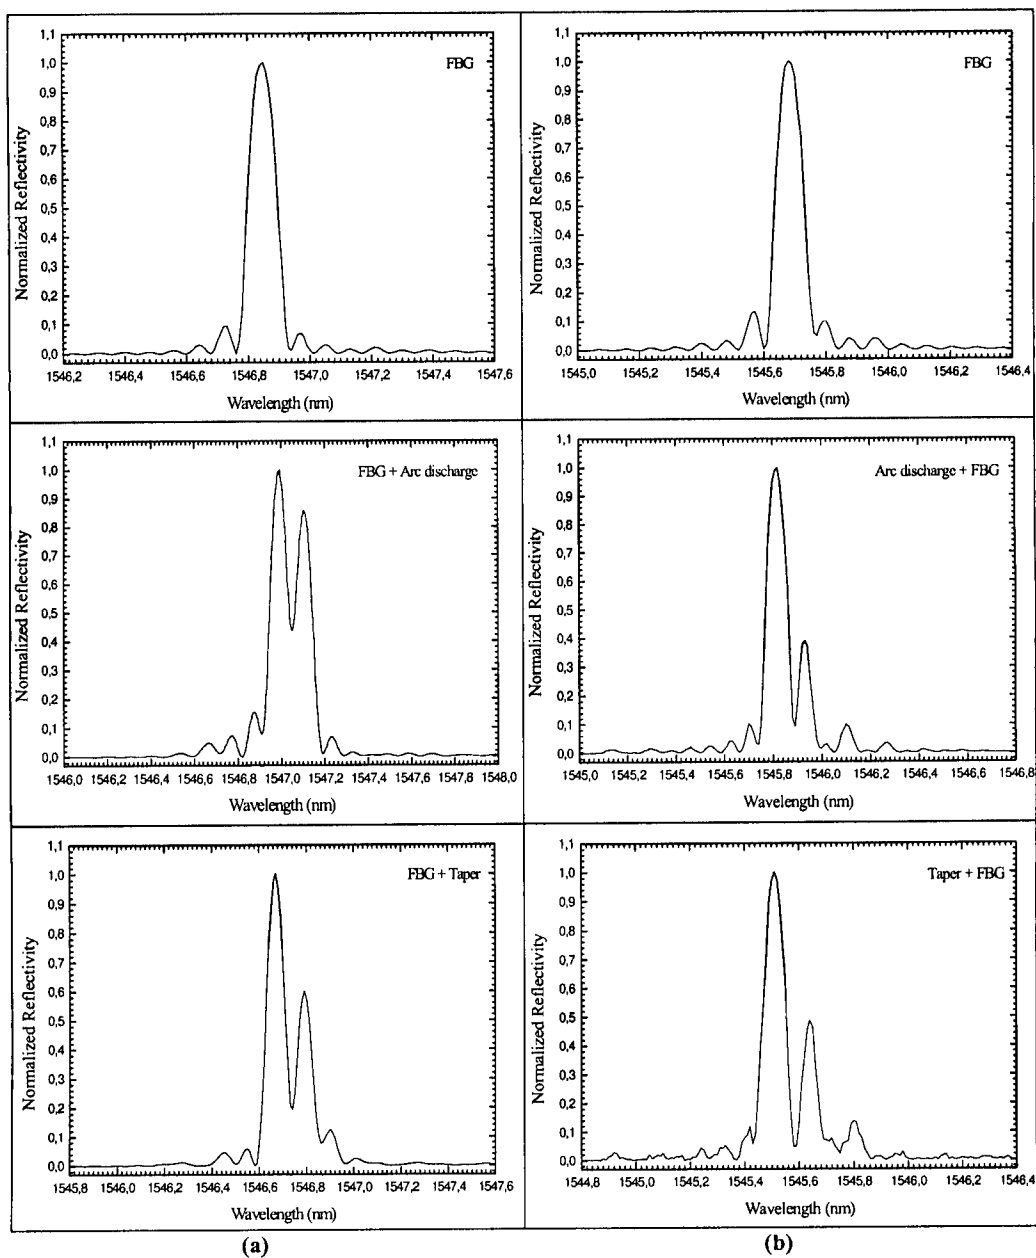 1,1
1,0
0,9
0,8
0,7
0,6
0,5
0,4
0,3
0,2
0,1
0,0
Normalized Reflectivity
FBG
1546,2 1546,4 1546,6 1546,8 1547,0 1547,2 1547,4 1547,6
Wavelength (nm)
1,1
1,0
0,9
0,8
0,7
0,6
0,5
0,4
0,3
0,2
0,1
0,0
Normalized Reflectivity
FBG
1545,0 1545,2 1545,4 1545,6 1545,8 1546,0 1546,2 1546,4
Wavelength (nm)
1,1
1,0
0,9
0,8
0,7
0,6
0,5
0,4
0,3
0,2
0,1
0,0
Normalized Reflectivity
FBG + Arc discharge
1546,0 1546,2 1546,4 1546,6 1546,8 1547,0 1547,2 1547,4 1547,6 1547,8 1548,0
Wavelength (nm)
1,1
1,0
0,9
0,8
0,7
0,6
0,5
0,4
0,3
0,2
0,1
0,0
Normalized Reflectivity
Arc discharge + FBG
1545,0 1545,2 1545,4 1545,6 1545,8 1546,0 1546,2 1546,4 1546,6 1546,8
Wavelength (nm)
1,1
1,0
0,9
0,8
0,7
0,6
0,5
0,4
0,3
0,2
0,1
0,0
Normalized Reflectivity
FBG + Taper
1545,8 1546,0 1546,2 1546,4 1546,6 1546,8 1547,0 1547,2 1547,4 1547,6
Wavelength (nm)
1,1
1,0
0,9
0,8
0,7
0,6
0,5
0,4
0,3
0,2
0,1
0,0
Normalized Reflectivity
Taper + FBG
1544,8 1545,0 1545,2 1545,4 1545,6 1545,8 1546,0 1546,2 1546,4
Wavelength (nm)
(a)
(b)